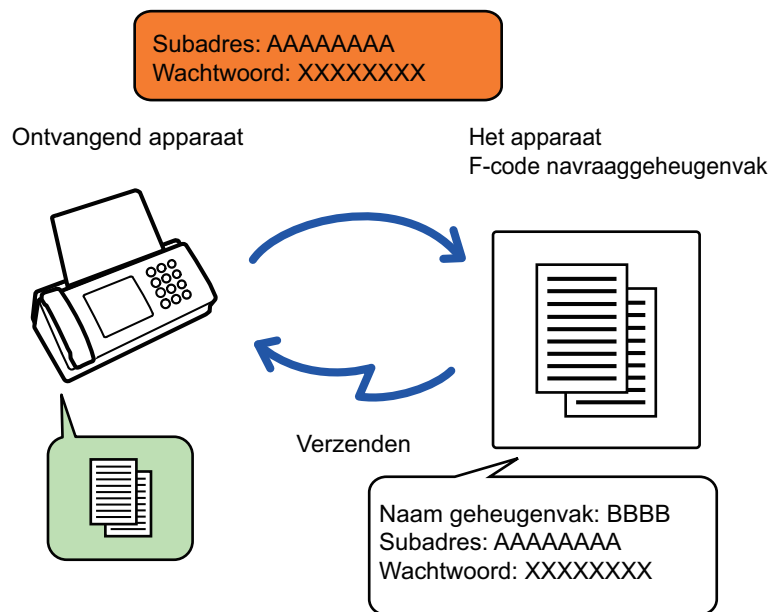 Subadres: AAAAAAAA
Wachtwoord: XXXXXXXX
Ontvangend apparaat
Het apparaat
F-code navraaggeheugenvak
Verzenden
Naam geheugenvak: BBBB
Subadres: AAAAAAAA
Wachtwoord: XXXXXXXX